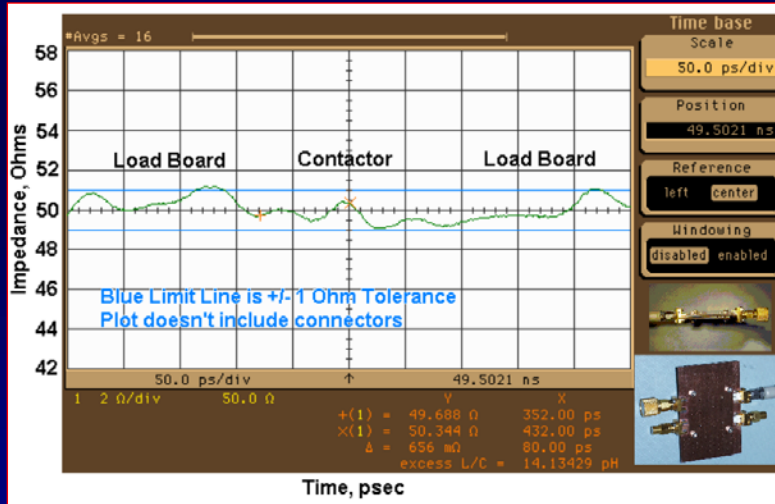 Time base
#Avgs = 16
Scale
50.0 ps/div
Position
49.5021 ns
Reference
left center
Windowing
disabled enabled
58
56
54
52
50
48
46
44
42
Impedance, Ohms
Load Board Contactor Load Board
Blue Limit Line is +/- 1 Ohm Tolerance
Plot doesn't include connectors
50.0 ps/div ↑ 49.5021 ns
1 2 Ω/div 50.0 Ω
Y X
+(1) = 49.688 Ω 352.00 ps
×(1) = 50.344 Ω 432.00 ps
Δ = 656 mΩ 80.00 ps
excess L/C = 14.13429 pH
Time, psec